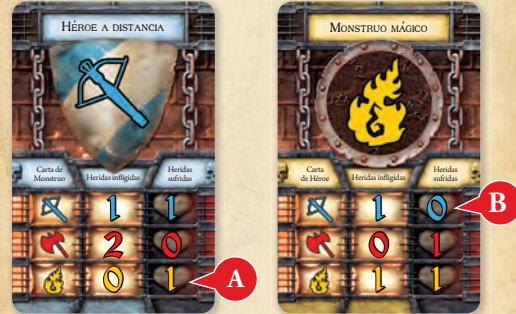 HÉROE A DISTANCIA
Carta de
Monstruo
Heridas infligidas
Heridas
sufridas
1 1
2 0
0 1
A
MONSTRUO MÁGICO
Carta
de Héroe
Heridas infligidas
Heridas
sufridas
1 0
0 1
1 1
B